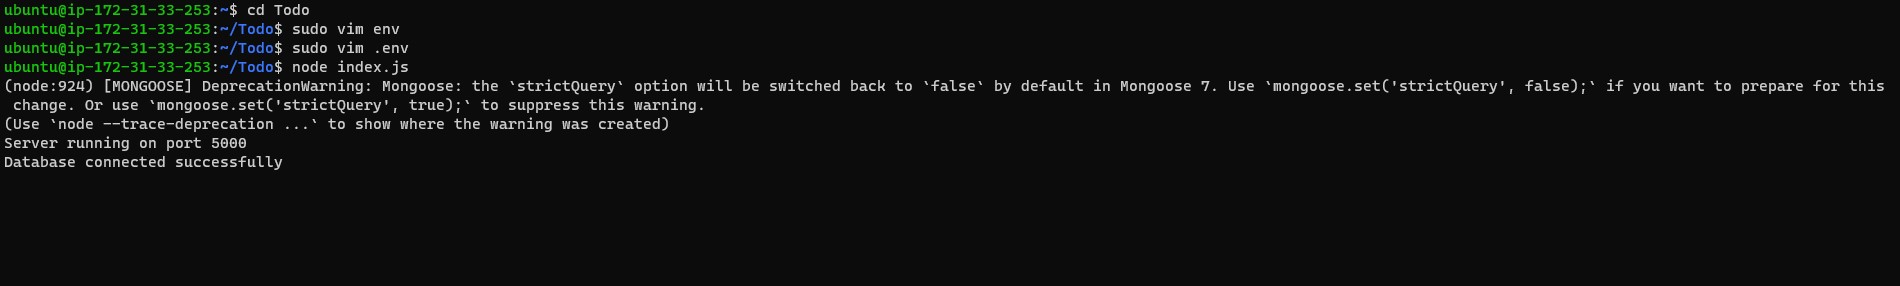 ubuntu@ip-172-31-33-253:~$ cd Todo
ubuntu@ip-172-31-33-253:~/Todo$ sudo vim env
ubuntu@ip-172-31-33-253:~/Todo$ sudo vim .env
ubuntu@ip-172-31-33-253:~/Todo$ node index.js
(node:924) [MONGOOSE] DeprecationWarning: Mongoose: the `strictQuery` option will be switched back to `false` by default in Mongoose 7. Use `mongoose.set('strictQuery', false);` if you want to prepare for this
 change. Or use `mongoose.set('strictQuery', true);` to suppress this warning.
(Use `node --trace-deprecation ...` to show where the warning was created)
Server running on port 5000
Database connected successfully